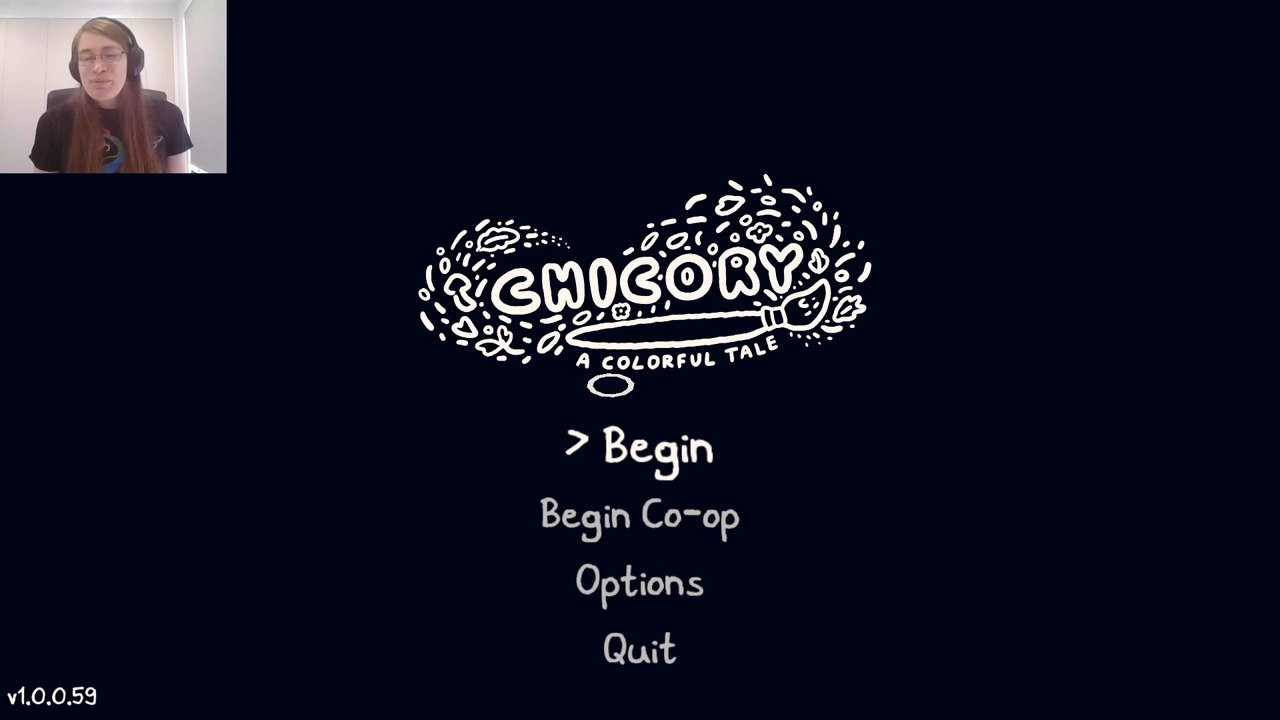 CHICORY
A COLORFUL TALE
> Begin
Begin Co-op
Options
Quit
v1.0.0.59